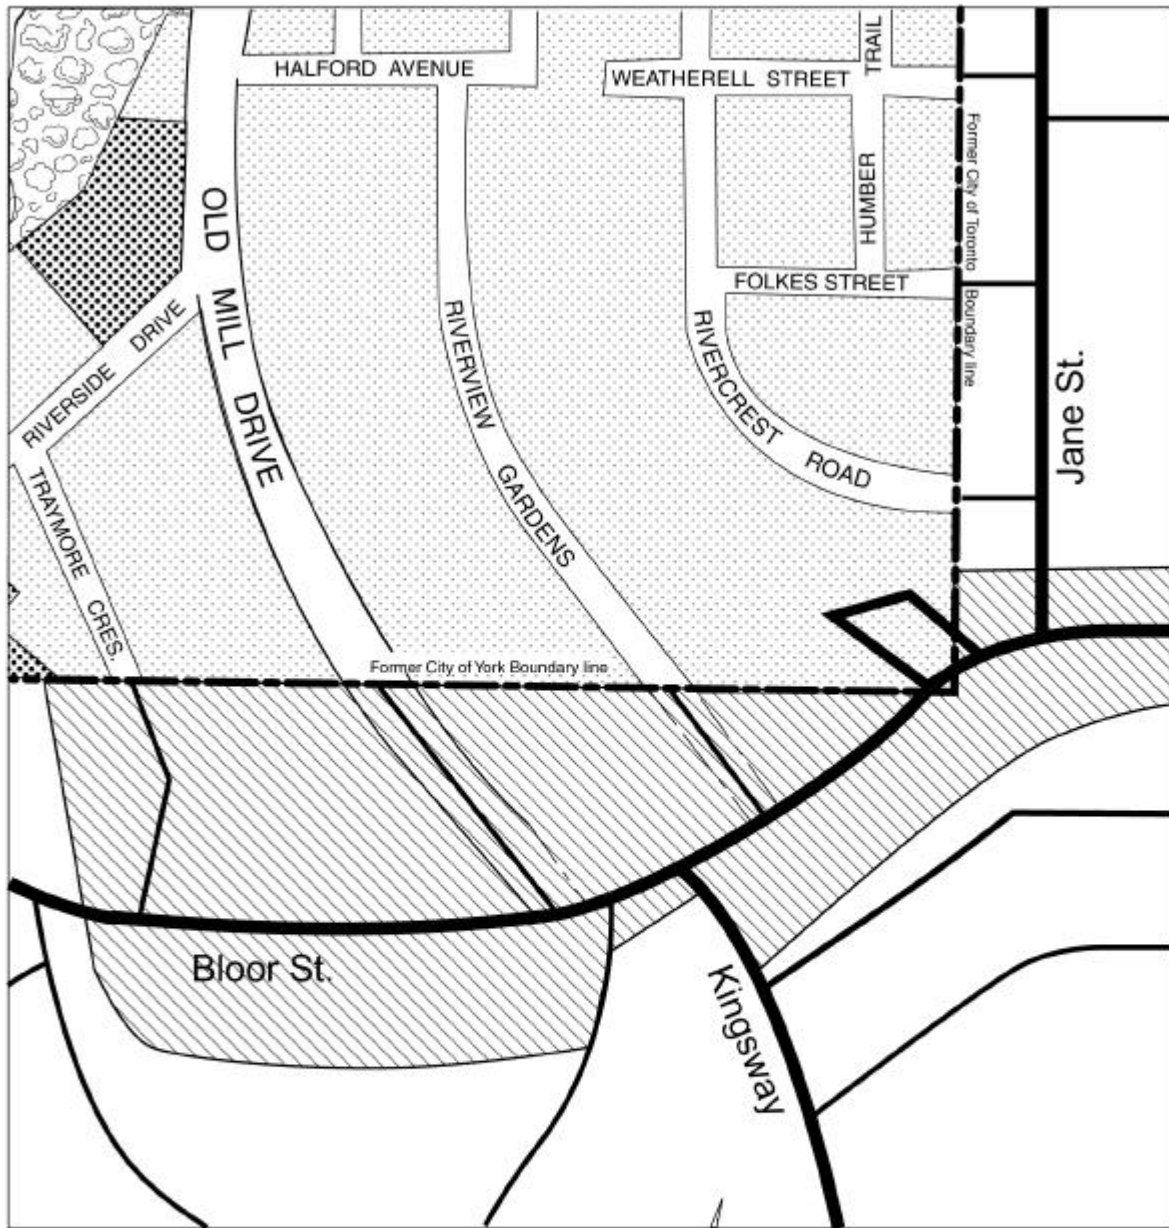 HALFORD AVENUE
WEATHERELL STREET
TRAIL
HUMBER
Former City of Toronto Boundary line
OLD MILL DRIVE
FOLKES STREET
RIVERSIDE DRIVE
RIVERVIEW GARDENS
RIVERCREST ROAD
Jane St.
TRAYMORE CRES.
Former City of York Boundary line
Bloor St.
Kingsway